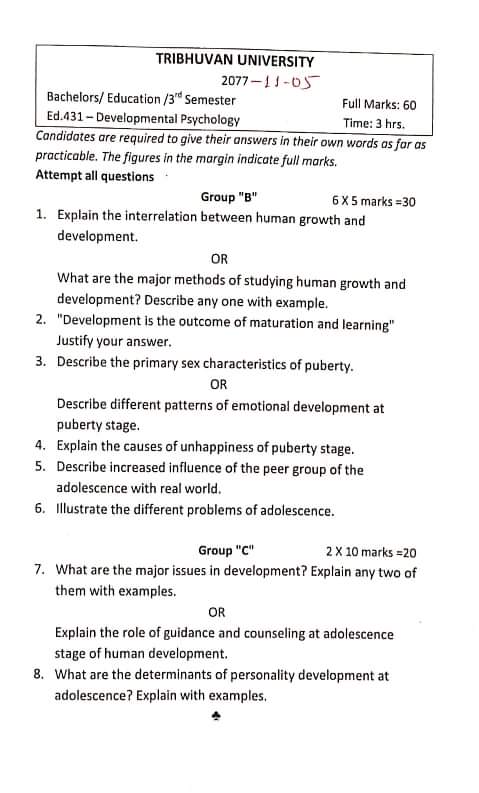 TRIBHUVAN UNIVERSITY
2077-11-05
Bachelors/ Education /3rd Semester Full Marks: 60
Ed.431 – Developmental Psychology Time: 3 hrs.
Candidates are required to give their answers in their own words as far as
practicable. The figures in the margin indicate full marks.
Attempt all questions
Group "B" 6 X 5 marks =30
1. Explain the interrelation between human growth and
development.
OR
What are the major methods of studying human growth and
development? Describe any one with example.
2. "Development is the outcome of maturation and learning"
Justify your answer.
3. Describe the primary sex characteristics of puberty.
OR
Describe different patterns of emotional development at
puberty stage.
4. Explain the causes of unhappiness of puberty stage.
5. Describe increased influence of the peer group of the
adolescence with real world.
6. Illustrate the different problems of adolescence.
Group "C" 2 X 10 marks =20
7. What are the major issues in development? Explain any two of
them with examples.
OR
Explain the role of guidance and counseling at adolescence
stage of human development.
8. What are the determinants of personality development at
adolescence? Explain with examples.